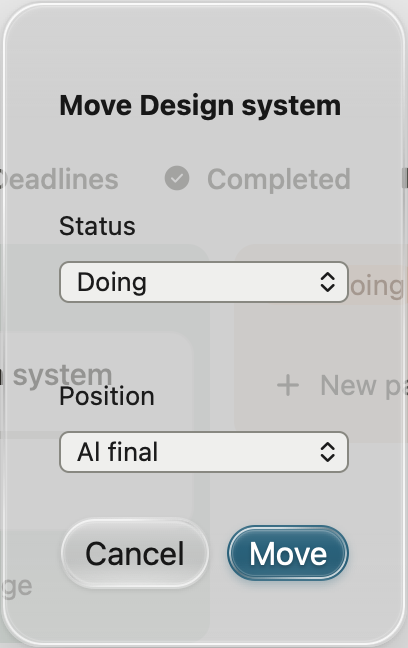 Move Design system
Deadlines
Completed
Status
Doing
oing
system
New pa
Position
Al final
Cancel
Move
ge